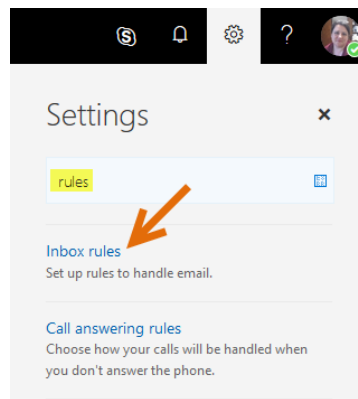 Settings
rules
Inbox rules
Set up rules to handle email.
Call answering rules
Choose how your calls will be handled when
you don't answer the phone.